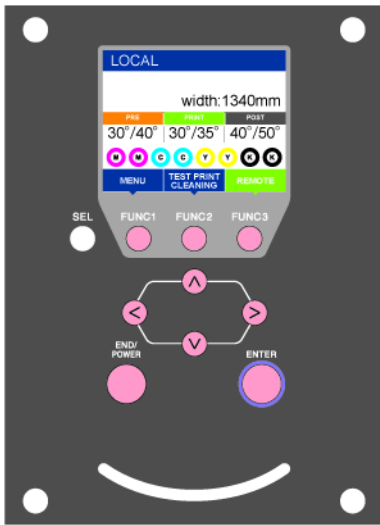 LOCAL
width:1340mm
PRE PRINT POST
30°/40° 30°/35° 40°/50°
M M C C Y Y K K
MENU TEST PRINT CLEANING REMOTE
SEL FUNC1 FUNC2 FUNC3
END/
POWER
ENTER